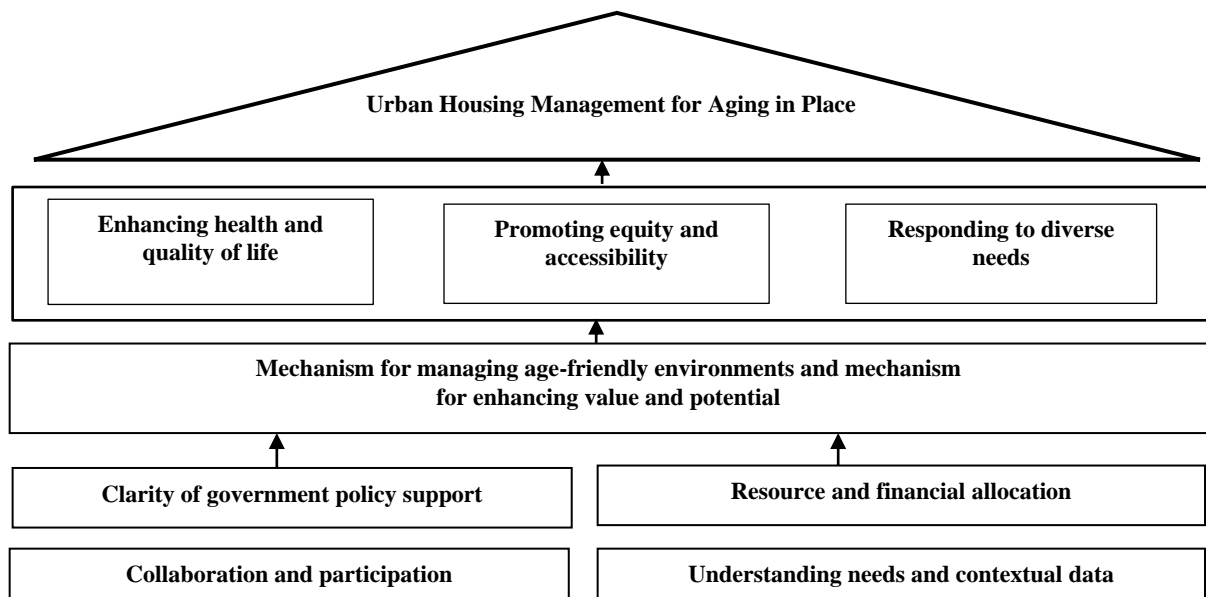 Urban Housing Management for Aging in Place
Enhancing health and
quality of life
Promoting equity and
accessibility
Responding to diverse
needs
Mechanism for managing age-friendly environments and mechanism
for enhancing value and potential
Clarity of government policy support
Resource and financial allocation
Collaboration and participation
Understanding needs and contextual data